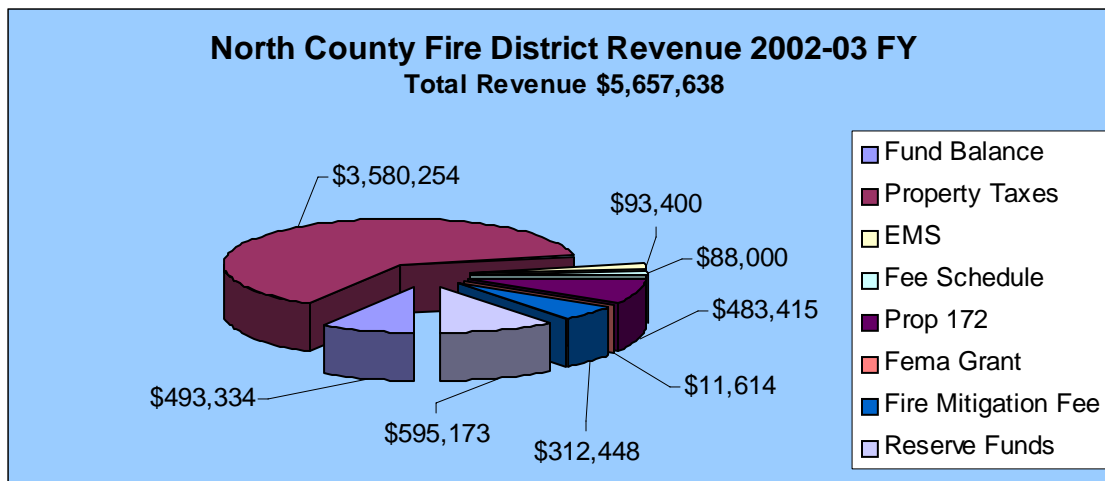 North County Fire District Revenue 2002-03 FY
Total Revenue $5,657,638
$3,580,254
$93,400
$88,000
$483,415
$11,614
$312,448
$595,173
$493,334
Fund Balance
Property Taxes
EMS
Fee Schedule
Prop 172
Fema Grant
Fire Mitigation Fee
Reserve Funds